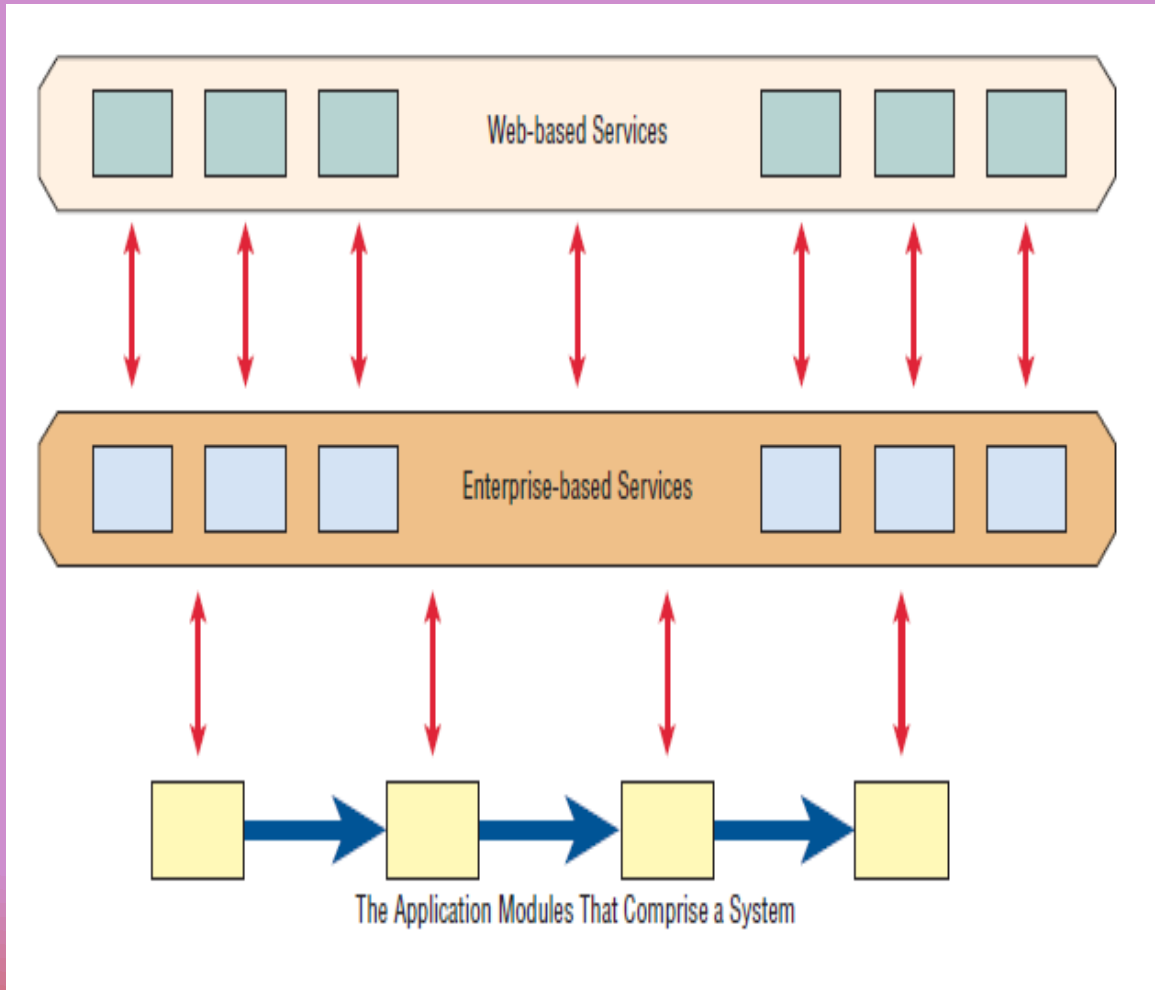 Web-based Services
Enterprise-based Services
The Application Modules That Comprise a System